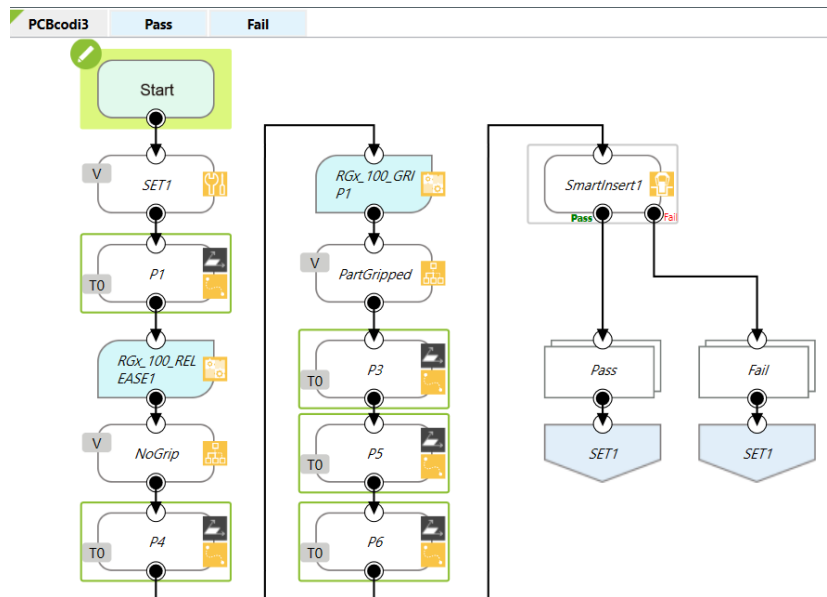 PCBcodi3
Pass
Fail
Start
V
SET1
P1
T0
RGx_100_REL
EASE1
V
NoGrip
P4
T0
RGx_100_GRI
P1
V
PartGripped
P3
T0
P5
T0
P6
T0
SmartInsert1
Pass
Fail
Pass
SET1
Fail
SET1